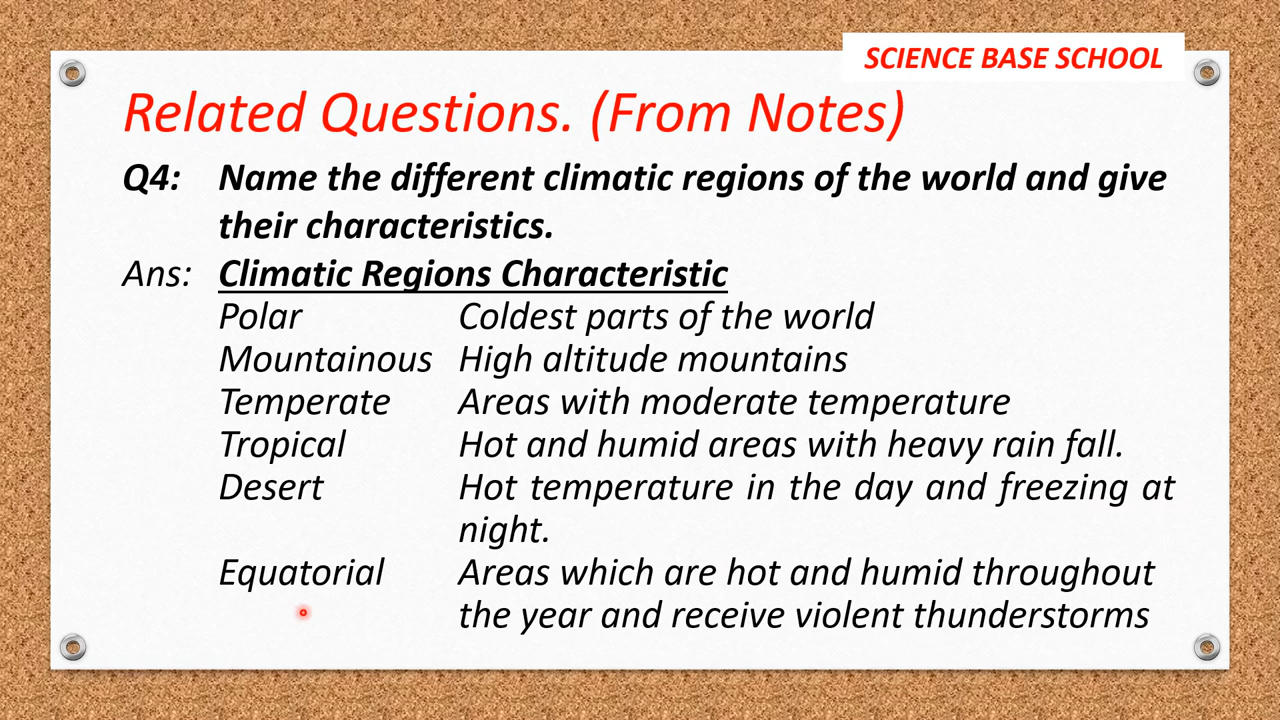 SCIENCE BASE SCHOOL
Related Questions. (From Notes)
Q4: Name the different climatic regions of the world and give
their characteristics.
Ans: Climatic Regions Characteristic
Polar Coldest parts of the world
Mountainous High altitude mountains
Temperate Areas with moderate temperature
Tropical Hot and humid areas with heavy rain fall.
Desert Hot temperature in the day and freezing at
night.
Equatorial Areas which are hot and humid throughout
the year and receive violent thunderstorms